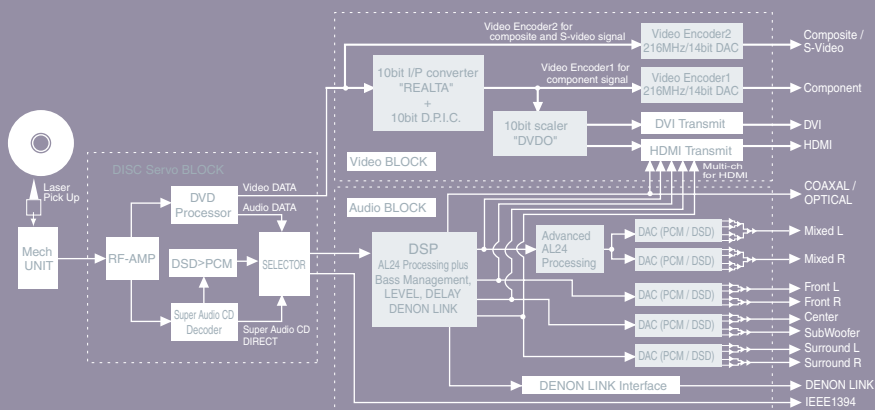 Video Encoder2 for
composite and S-video signal
Video Encoder2
216MHz/14bit DAC
Composite /
S-Video
10bit I/P converter
"REALTA"
+
10bit D.P.I.C.
Video Encoder1 for
component signal
Video Encoder1
216MHz/14bit DAC
Component
10bit scaler
"DVDO"
DVI Transmit
DVI
HDMI Transmit
HDMI
Video BLOCK
Multi-ch
for HDMI
DISC Servo BLOCK
Laser
Pick Up
Mech
UNIT
RF-AMP
DVD
Processor
Video DATA
Audio DATA
DSD>PCM
SELECTOR
Super Audio CD
Decoder
Super Audio CD
DIRECT
Audio BLOCK
COAXAL /
OPTICAL
DSP
AL24 Processing plus
Bass Management,
LEVEL, DELAY
DENON LINK
Advanced
AL24
Processing
DAC (PCM / DSD)
Mixed L
DAC (PCM / DSD)
Mixed R
DAC (PCM / DSD)
Front L
Front R
DAC (PCM / DSD)
Center
SubWoofer
DAC (PCM / DSD)
Surround L
Surround R
DENON LINK Interface
DENON LINK
IEEE1394